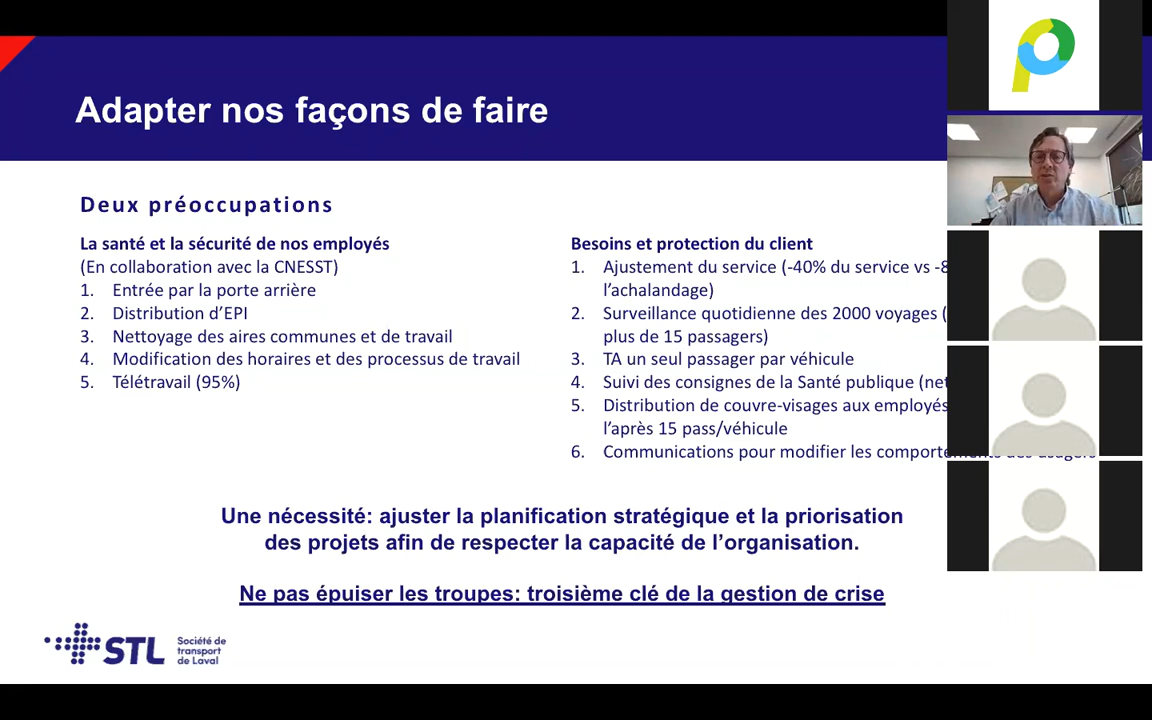 Adapter nos façons de faire
Deux préoccupations
La santé et la sécurité de nos employés
(En collaboration avec la CNESST)
1. Entrée par la porte arrière
2. Distribution d’EPI
3. Nettoyage des aires communes et de travail
4. Modification des horaires et des processus de travail
5. Télétravail (95%)
Besoins et protection du client
1. Ajustement du service (-40% du service vs
l’achalandage)
2. Surveillance quotidienne des 2000 voyages (
plus de 15 passagers)
3. TA un seul passager par véhicule
4. Suivi des consignes de la Santé publique
5. Distribution de couvre-visages aux employés
l’après 15 pass/véhicule
6. Communications pour modifier les comportements des usagers
Une nécessité: ajuster la planification stratégique et la priorisation
des projets afin de respecter la capacité de l’organisation.
Ne pas épuiser les troupes: troisième clé de la gestion de crise
STL
Société de
transport
de Laval